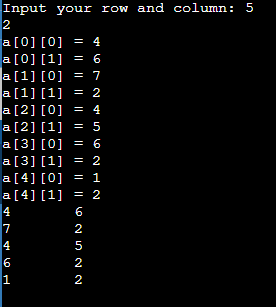 Input your row and column: 5
2
a[0][0] = 4
a[0][1] = 6
a[1][0] = 7
a[1][1] = 2
a[2][0] = 4
a[2][1] = 5
a[3][0] = 6
a[3][1] = 2
a[4][0] = 1
a[4][1] = 2
4       6
7       2
4       5
6       2
1       2